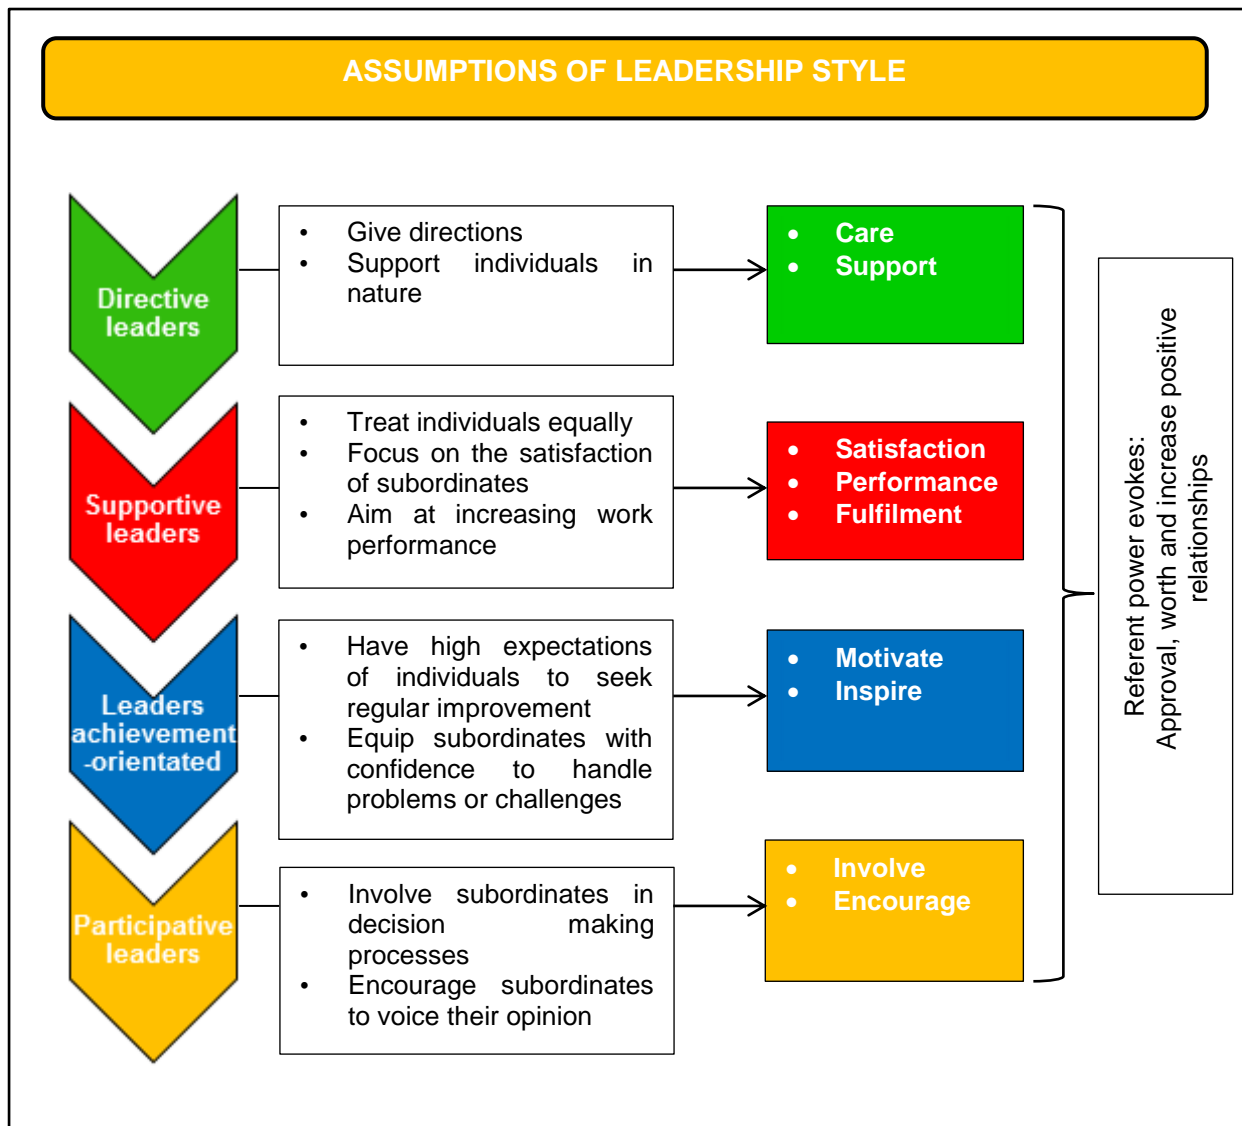 ASSUMPTIONS OF LEADERSHIP STYLE
Directive
leaders
• Give directions
• Support individuals in
nature
• Care
• Support
Supportive
leaders
• Treat individuals equally
• Focus on the satisfaction
of subordinates
• Aim at increasing work
performance
• Satisfaction
• Performance
• Fulfilment
Leaders
achievement
-orientated
• Have high expectations
of individuals to seek
regular improvement
• Equip subordinates with
confidence to handle
problems or challenges
• Motivate
• Inspire
Participative
leaders
• Involve subordinates in
decision making
processes
• Encourage subordinates
to voice their opinion
• Involve
• Encourage
Referent power evokes:
Approval, worth and increase positive
relationships